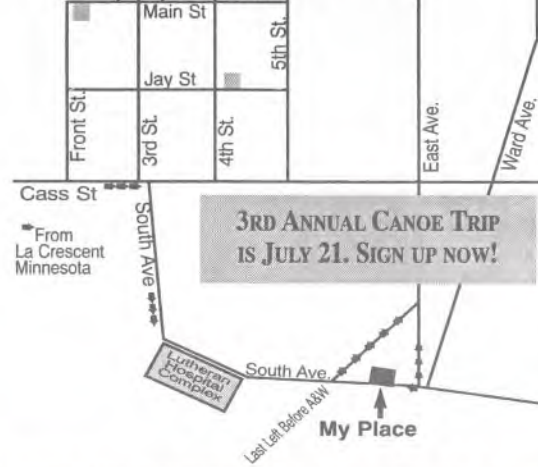 Main St
5th St.
Jay St
Front St.
3rd St.
4th St.
East Ave.
Ward Ave.
Cass St
From
La Crescent
Minnesota
South Ave
3RD ANNUAL CANOE TRIP
IS JULY 21. SIGN UP NOW!
Lutheran
Hospital
Complex
South Ave.
Last Left Before A&W
My Place